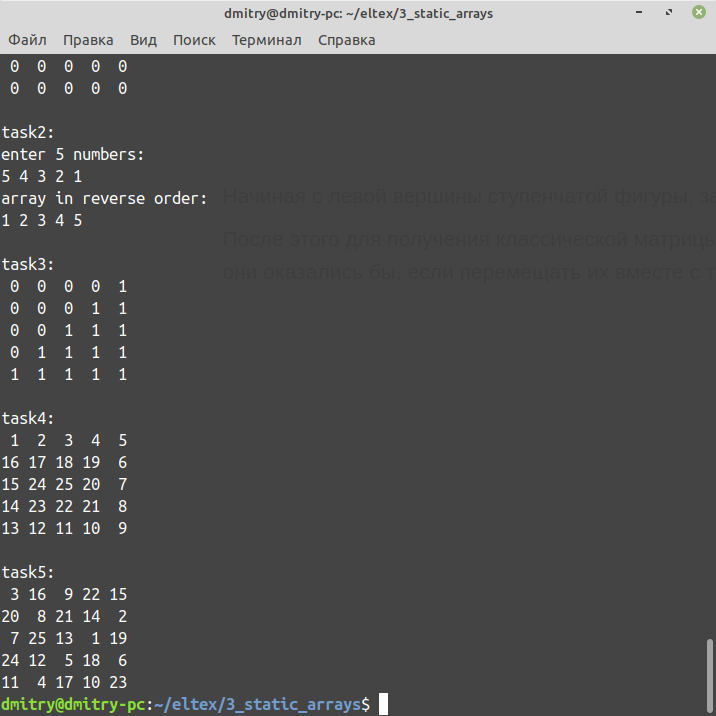 dmitry@dmitry-pc: ~/eltex/3_static_arrays
Файл Правка Вид Поиск Терминал Справка
0 0 0 0 0
0 0 0 0 0
task2:
enter 5 numbers:
5 4 3 2 1
array in reverse order:
1 2 3 4 5
Начиная с левой вершины ступенчатой фигуры, за
После этого для получения классической матрицы
они оказались бы, если перемещать их вместе с т
task3:
0 0 0 0 1
0 0 0 1 1
0 0 1 1 1
0 1 1 1 1
1 1 1 1 1
task4:
1 2 3 4 5
16 17 18 19 6
15 24 25 20 7
14 23 22 21 8
13 12 11 10 9
task5:
3 16 9 22 15
20 8 21 14 2
7 25 13 1 19
24 12 5 18 6
11 4 17 10 23
dmitry@dmitry-pc:~/eltex/3_static_arrays$